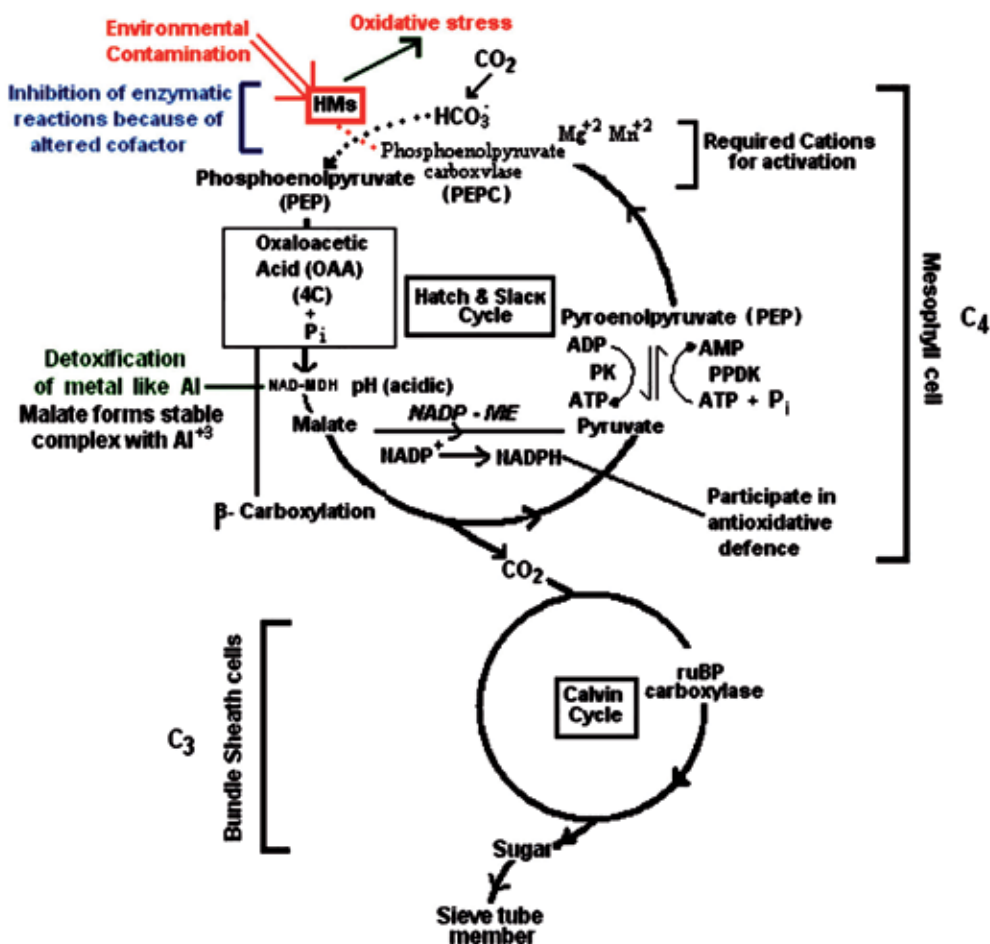 Environmental
Contamination
Oxidative stress
CO2
Inhibition of enzymatic
reactions because of
altered cofactor
HMs
HCO3-
Mg+2 Mn+2
Required Cations
for activation
Phosphoenolpyruvate
carboxvlase
(PEPC)
Phosphoenolpyruvate
(PEP)
Oxaloacetic
Acid (OAA)
(4C)
+
Pi
Hatch & Slack
Cycle
Pyroenolpyruvate (PEP)
ADP
PK
ATP
AMP
PPDK
ATP + Pi
Mesophyll cell
C4
Detoxification
of metal like Al
Malate forms stable
complex with Al+3
NAD-MDH
pH (acidic)
Malate
NADP - ME
Pyruvate
NADP+
NADPH
β- Carboxylation
Participate in
antioxidative
defence
CO2
Calvin
Cycle
ruBP
carboxylase
C3
Bundle Sheath cells
Sugar
Sieve tube
member